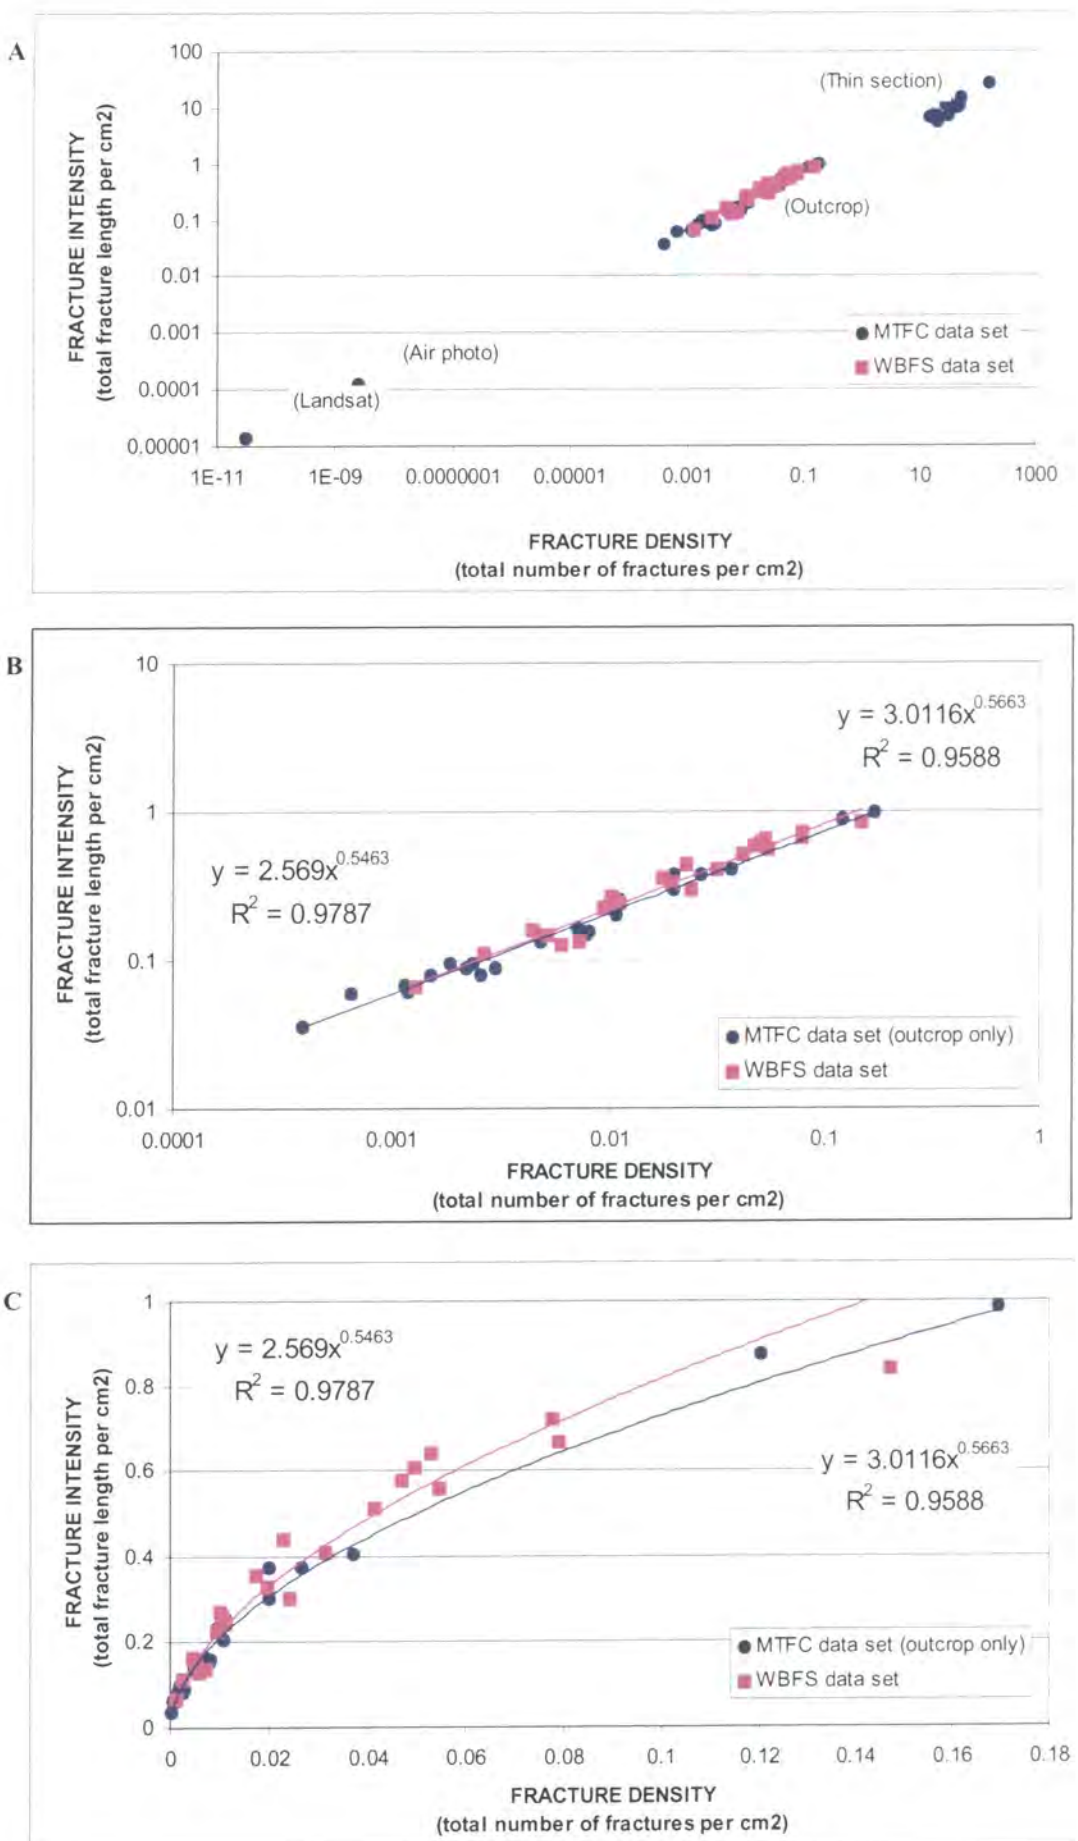 A
FRACTURE INTENSITY
(total fracture length per cm2)
100
10
1
0.1
0.01
0.001
0.0001
0.00001
(Thin section)
(Outcrop)
(Air photo)
(Landsat)
MTFC data set
WBFS data set
1E-11 1E-09 0.0000001 0.00001 0.001 0.1 10 1000
FRACTURE DENSITY
(total number of fractures per cm2)
B
FRACTURE INTENSITY
(total fracture length per cm2)
10
1
0.1
0.01
y = 3.0116x^0.5663
R^2 = 0.9588
y = 2.569x^0.5463
R^2 = 0.9787
MTFC data set (outcrop only)
WBFS data set
0.0001 0.001 0.01 0.1 1
FRACTURE DENSITY
(total number of fractures per cm2)
C
FRACTURE INTENSITY
(total fracture length per cm2)
1
0.8
0.6
0.4
0.2
0
y = 2.569x^0.5463
R^2 = 0.9787
y = 3.0116x^0.5663
R^2 = 0.9588
MTFC data set (outcrop only)
WBFS data set
0 0.02 0.04 0.06 0.08 0.1 0.12 0.14 0.16 0.18
FRACTURE DENSITY
(total number of fractures per cm2)